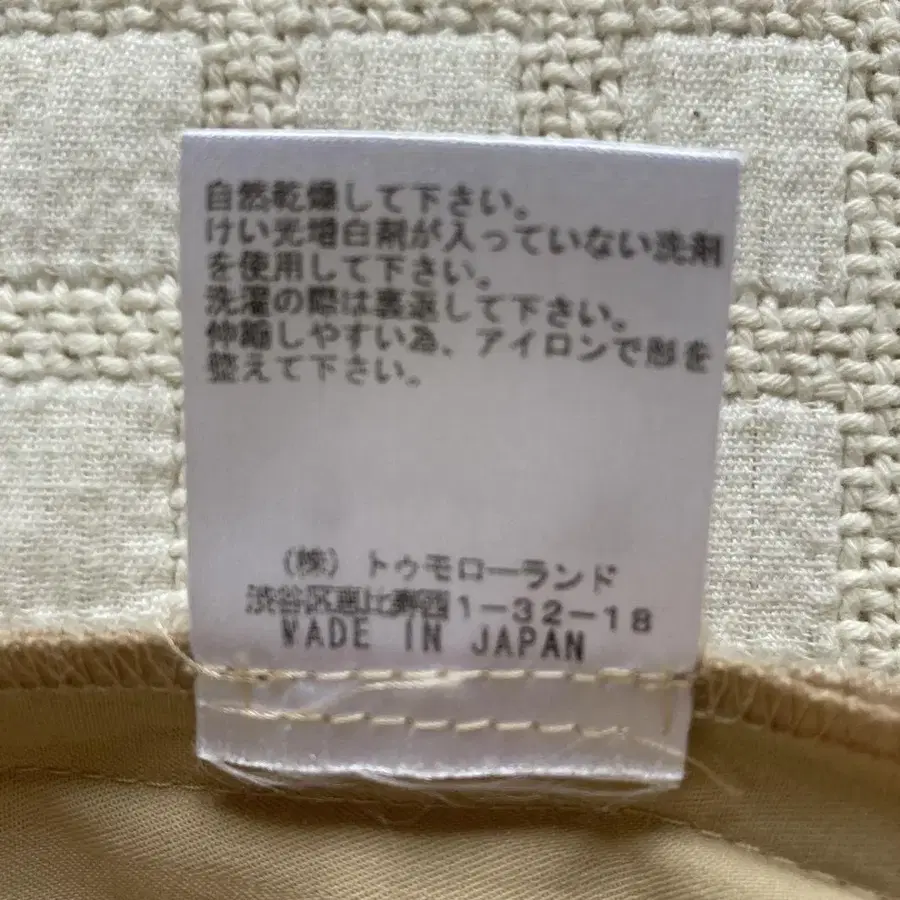 自然乾燥して下さい。
けい光増白剤が入っていない洗剤
を使用して下さい。
洗濯の際は裏返して下さい。
伸縮しやすい為、アイロンで形を
整えて下さい。
(株) トゥモローランド
渋谷区恵比寿西1-32-18
MADE IN JAPAN